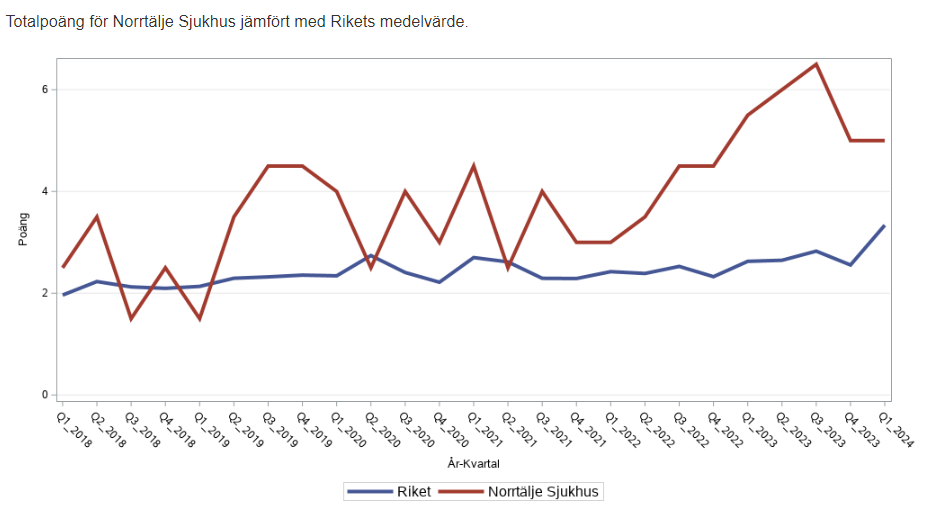 Totalpoäng för Norrtälje Sjukhus jämfört med Rikets medelvärde.
6
4
2
0
Poäng
Q1_2018
Q2_2018
Q3_2018
Q4_2018
Q1_2019
Q2_2019
Q3_2019
Q4_2019
Q1_2020
Q2_2020
Q3_2020
Q4_2020
Q1_2021
Q2_2021
Q3_2021
Q4_2021
Q1_2022
Q2_2022
Q3_2022
Q4_2022
Q1_2023
Q2_2023
Q3_2023
Q4_2023
Q1_2024
År-Kvartal
Riket Norrtälje Sjukhus